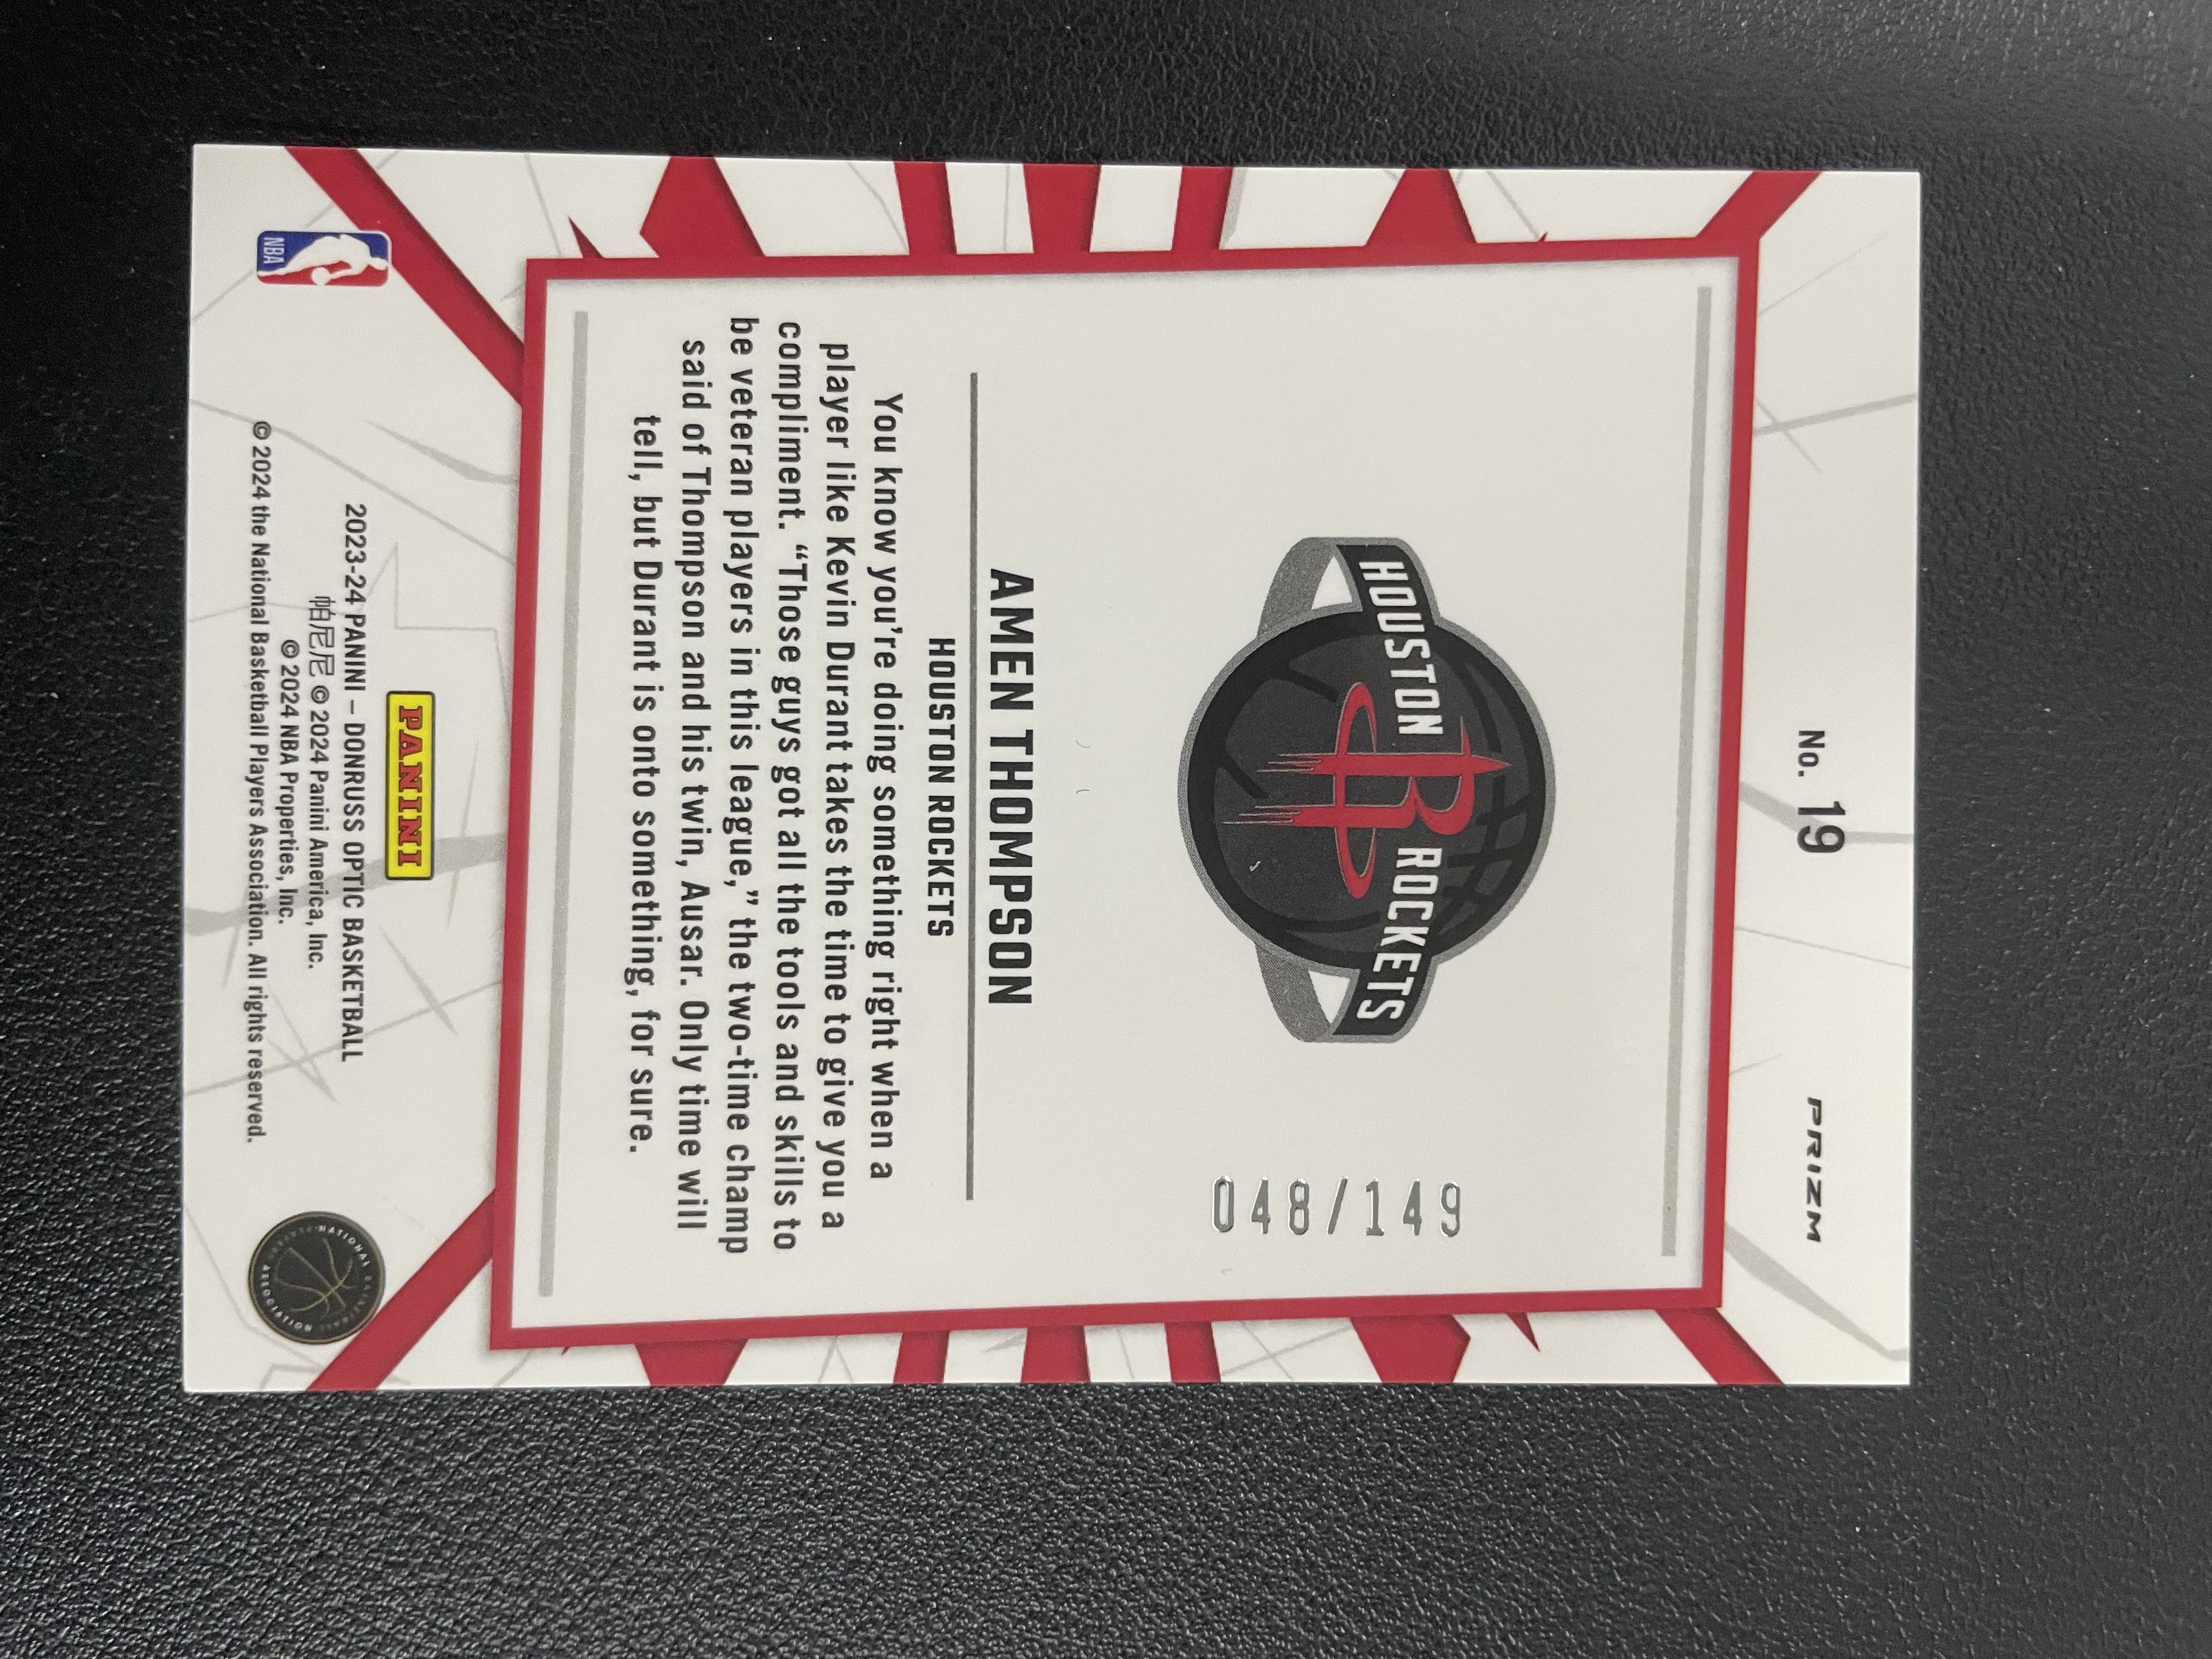 No. 19
PRIZM
HOUSTON ROCKETS
R
048/149
AMEN THOMPSON
HOUSTON ROCKETS
You know you're doing something right when a
player like Kevin Durant takes the time to give you a
compliment. “Those guys got all the tools and skills to
be veteran players in this league,” the two-time champ
said of Thompson and his twin, Ausar. Only time will
tell, but Durant is onto something, for sure.
PANINI
2023-24 PANINI – DONRUSS OPTIC BASKETBALL
帕尼尼 © 2024 Panini America, Inc.
© 2024 NBA Properties, Inc.
© 2024 the National Basketball Players Association. All rights reserved.
NBA
NATIONAL BASKETBALL
ASSOCIATION